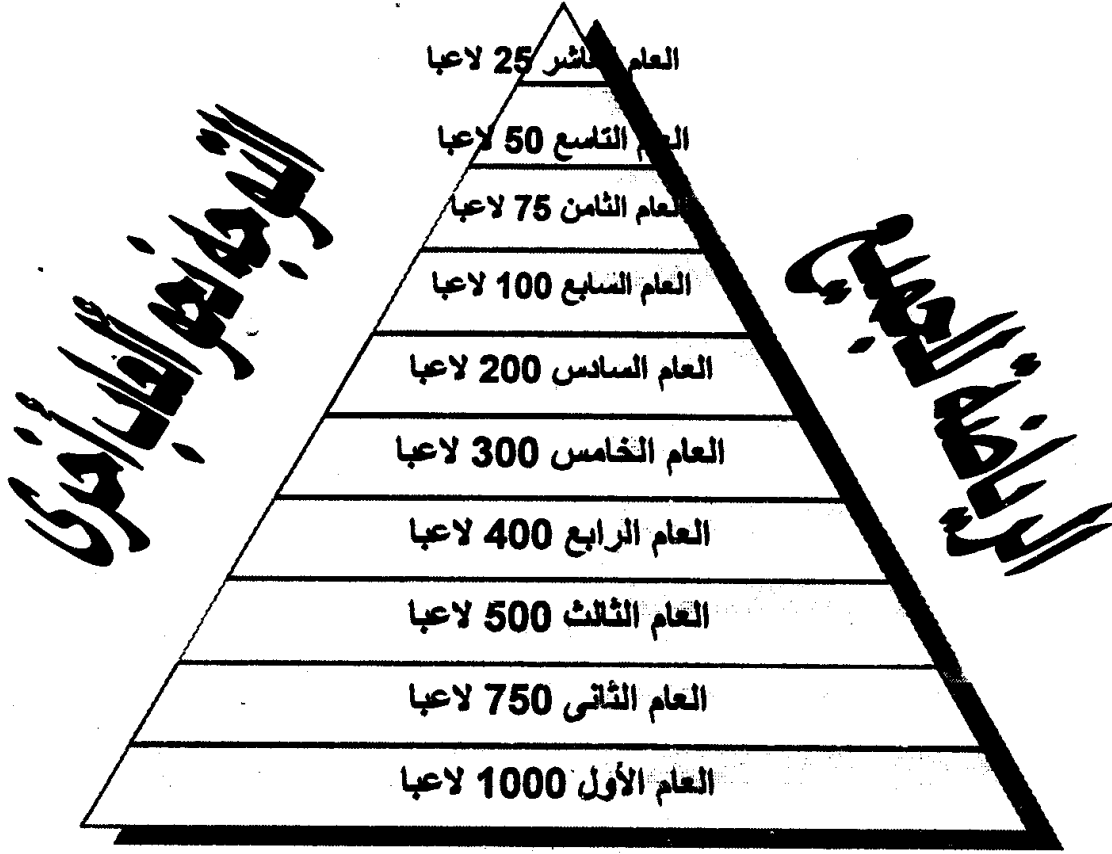 العام العاشر 25 لاعبا
العام التاسع 50 لاعبا
العام الثامن 75 لاعبا
العام السابع 100 لاعبا
العام السادس 200 لاعبا
العام الخامس 300 لاعبا
العام الرابع 400 لاعبا
العام الثالث 500 لاعبا
العام الثانى 750 لاعبا
العام الأول 1000 لاعبا
الرياضة للجميع
أخرى